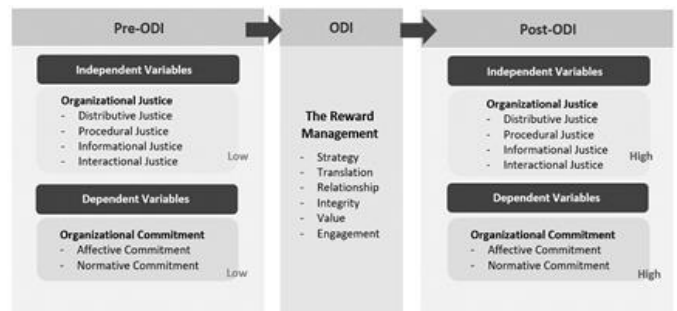 Pre-ODI
Independent Variables
Organizational Justice
- Distributive Justice
- Procedural Justice
- Informational Justice
- Interactional Justice
Low
Dependent Variables
Organizational Commitment
- Affective Commitment
- Normative Commitment
Low
ODI
The Reward
Management
- Strategy
- Translation
- Relationship
- Integrity
- Value
- Engagement
Post-ODI
Independent Variables
Organizational Justice
- Distributive Justice
- Procedural Justice
- Informational Justice
- Interactional Justice
High
Dependent Variables
Organizational Commitment
- Affective Commitment
- Normative Commitment
High